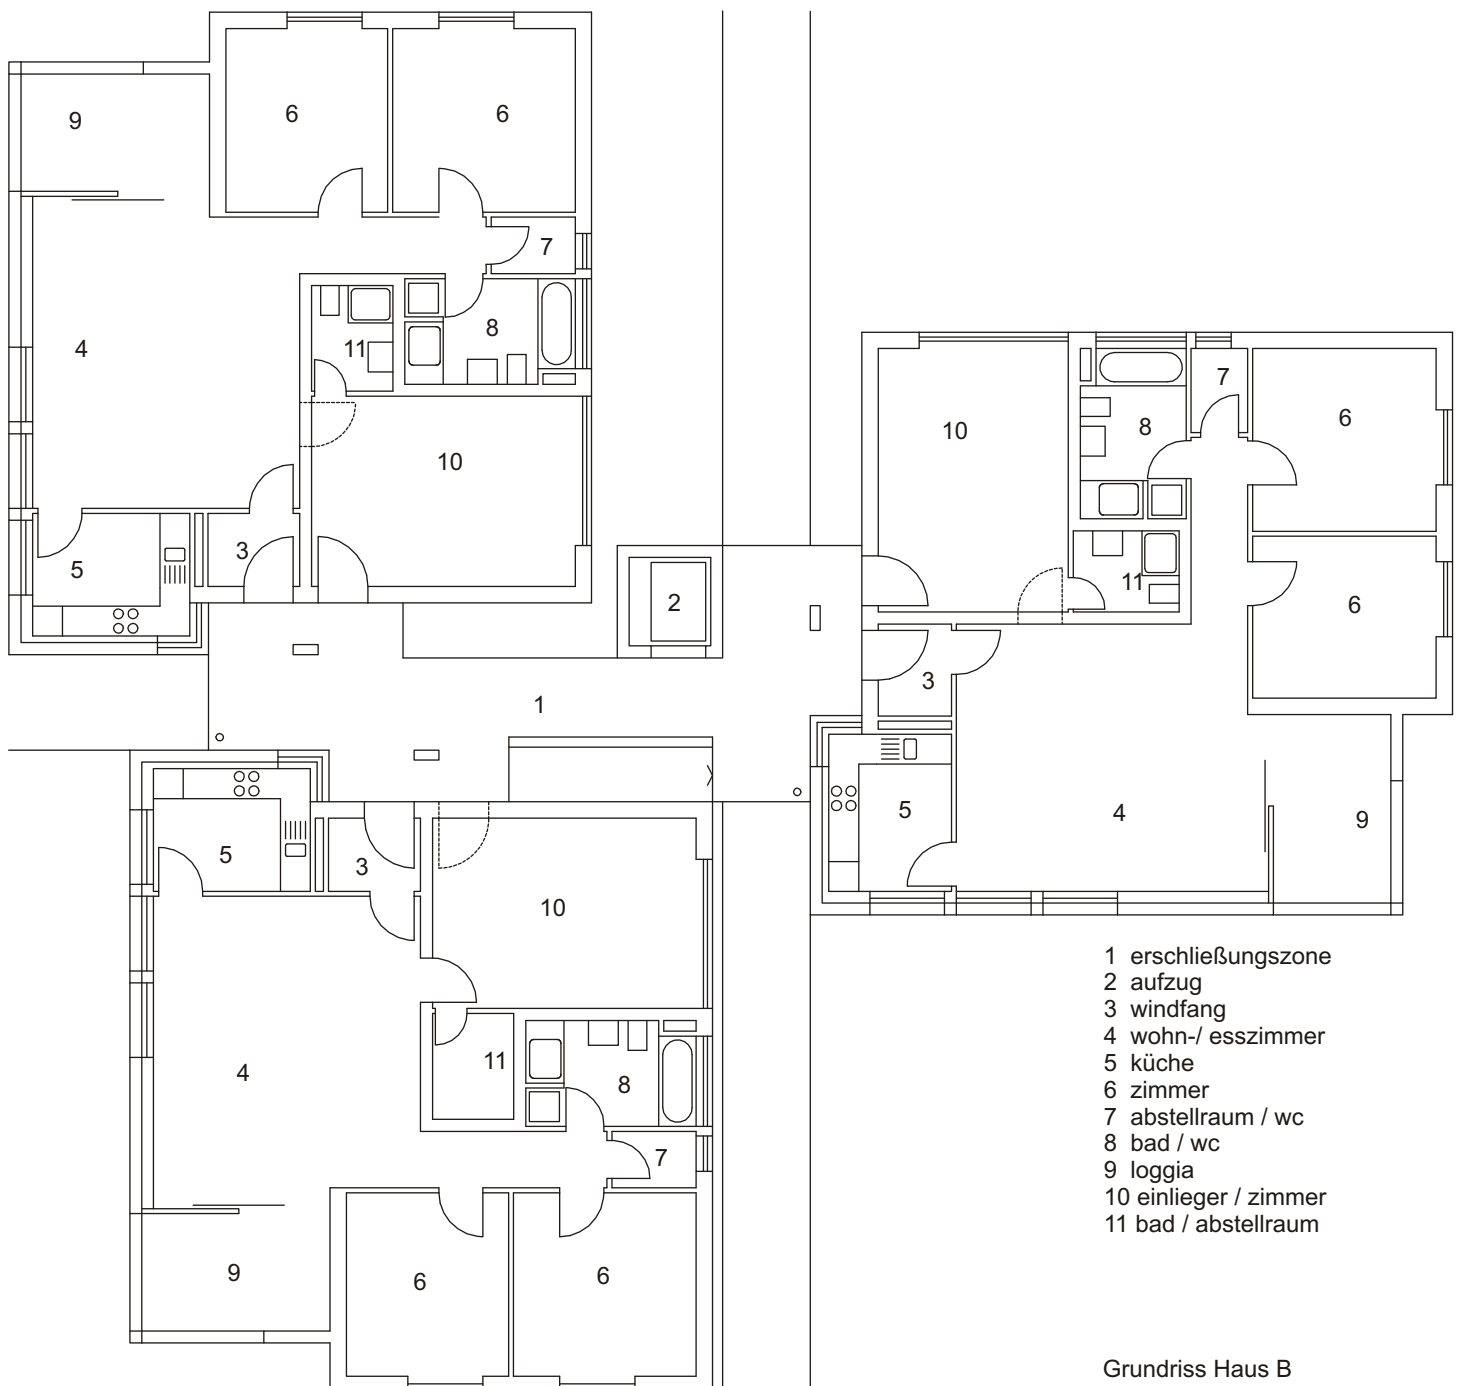 6
6
9
7
8
11
4
10
3
5
2
10
7
8
6
11
6
3
1
5
4
9
5
3
10
4
11
8
7
9
6
6
1 erschließungszone
2 aufzug
3 windfang
4 wohn-/ esszimmer
5 küche
6 zimmer
7 abstellraum / wc
8 bad / wc
9 loggia
10 einlieger / zimmer
11 bad / abstellraum
Grundriss Haus B